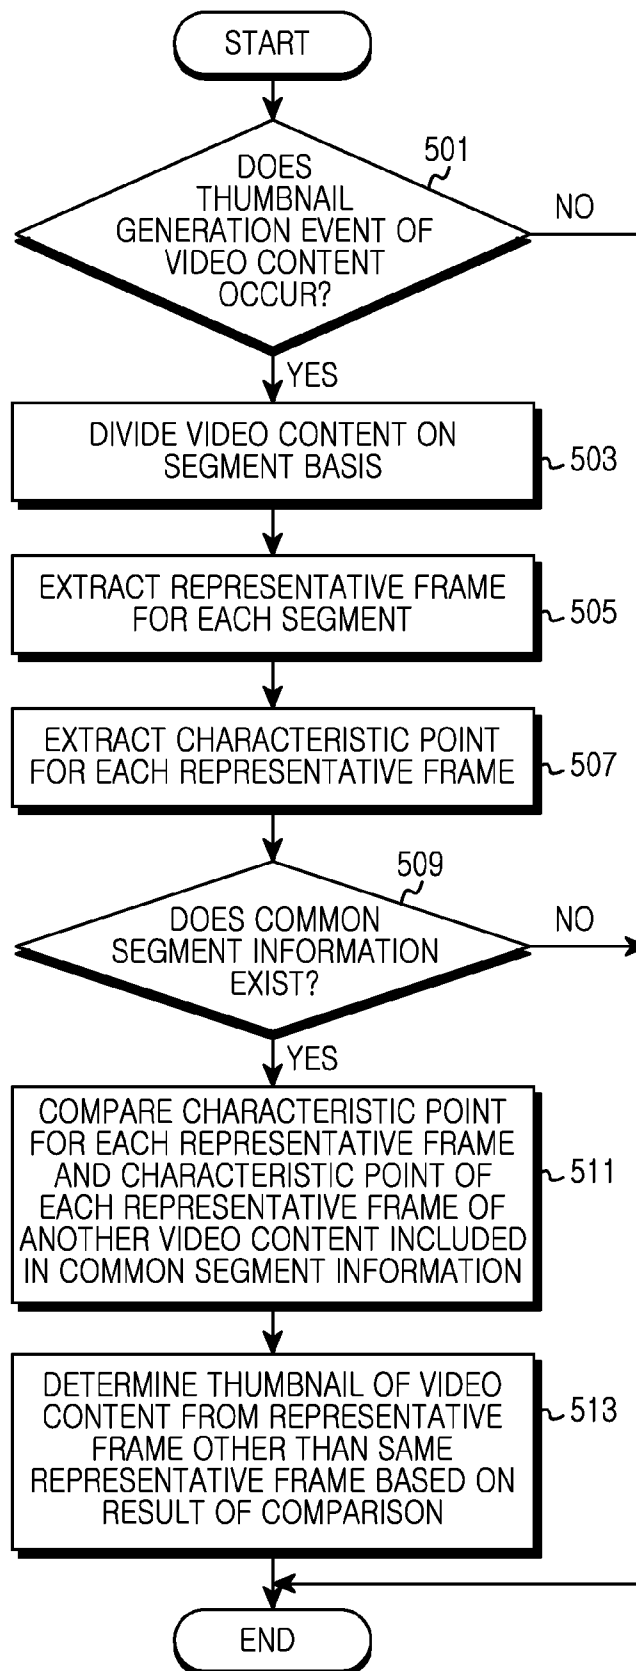 START
501
DOES
THUMBNAIL
GENERATION EVENT OF
VIDEO CONTENT
OCCUR?
NO
YES
DIVIDE VIDEO CONTENT ON
SEGMENT BASIS
503
EXTRACT REPRESENTATIVE FRAME
FOR EACH SEGMENT
505
EXTRACT CHARACTERISTIC POINT
FOR EACH REPRESENTATIVE FRAME
507
509
DOES COMMON
SEGMENT INFORMATION
EXIST?
NO
YES
COMPARE CHARACTERISTIC POINT
FOR EACH REPRESENTATIVE FRAME
AND CHARACTERISTIC POINT OF
EACH REPRESENTATIVE FRAME OF
ANOTHER VIDEO CONTENT INCLUDED
IN COMMON SEGMENT INFORMATION
511
DETERMINE THUMBNAIL OF VIDEO
CONTENT FROM REPRESENTATIVE
FRAME OTHER THAN SAME
REPRESENTATIVE FRAME BASED ON
RESULT OF COMPARISON
513
END